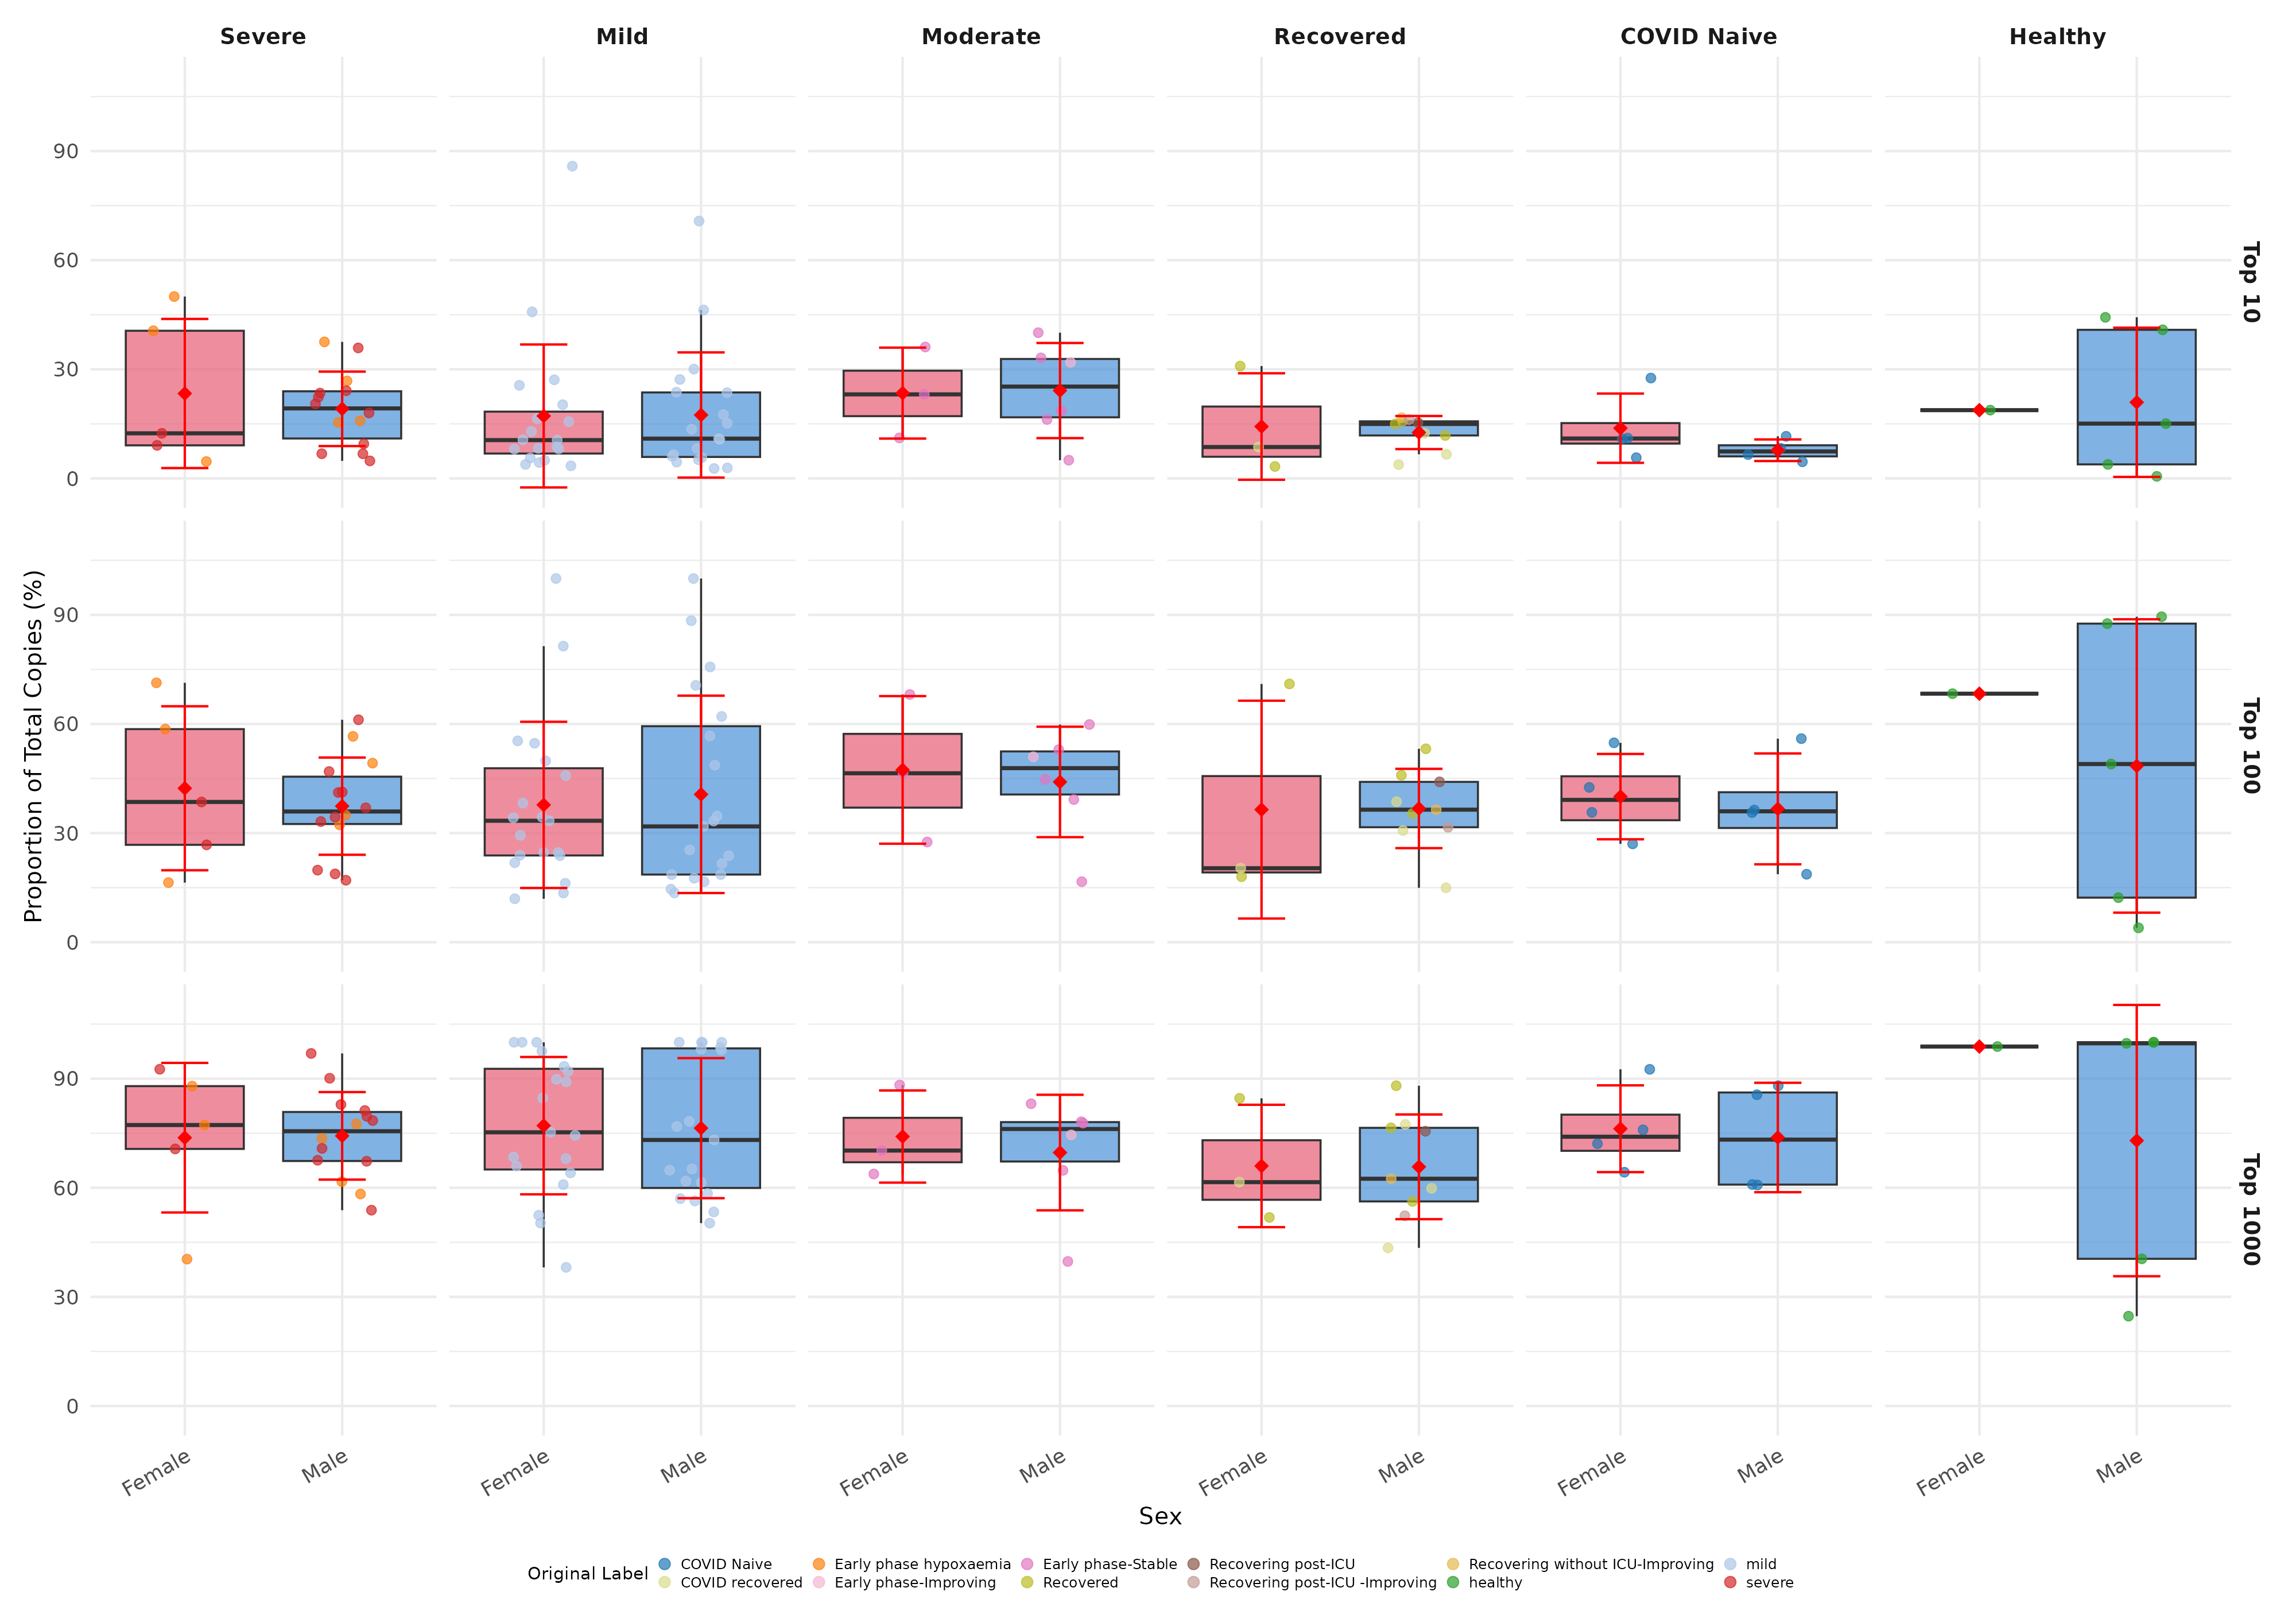 Severe Mild Moderate Recovered COVID Naive Healthy
Proportion of Total Copies (%)
90
60
30
0
Top 10
90
60
30
0
Top 100
90
60
30
0
Top 1000
Female Male Female Male Female Male Female Male Female Male Female Male
Sex
Original Label
COVID Naive Early phase hypoxaemia Early phase-Stable Recovering post-ICU Recovering without ICU-Improving mild
COVID recovered Early phase-Improving Recovered Recovering post-ICU -Improving healthy severe